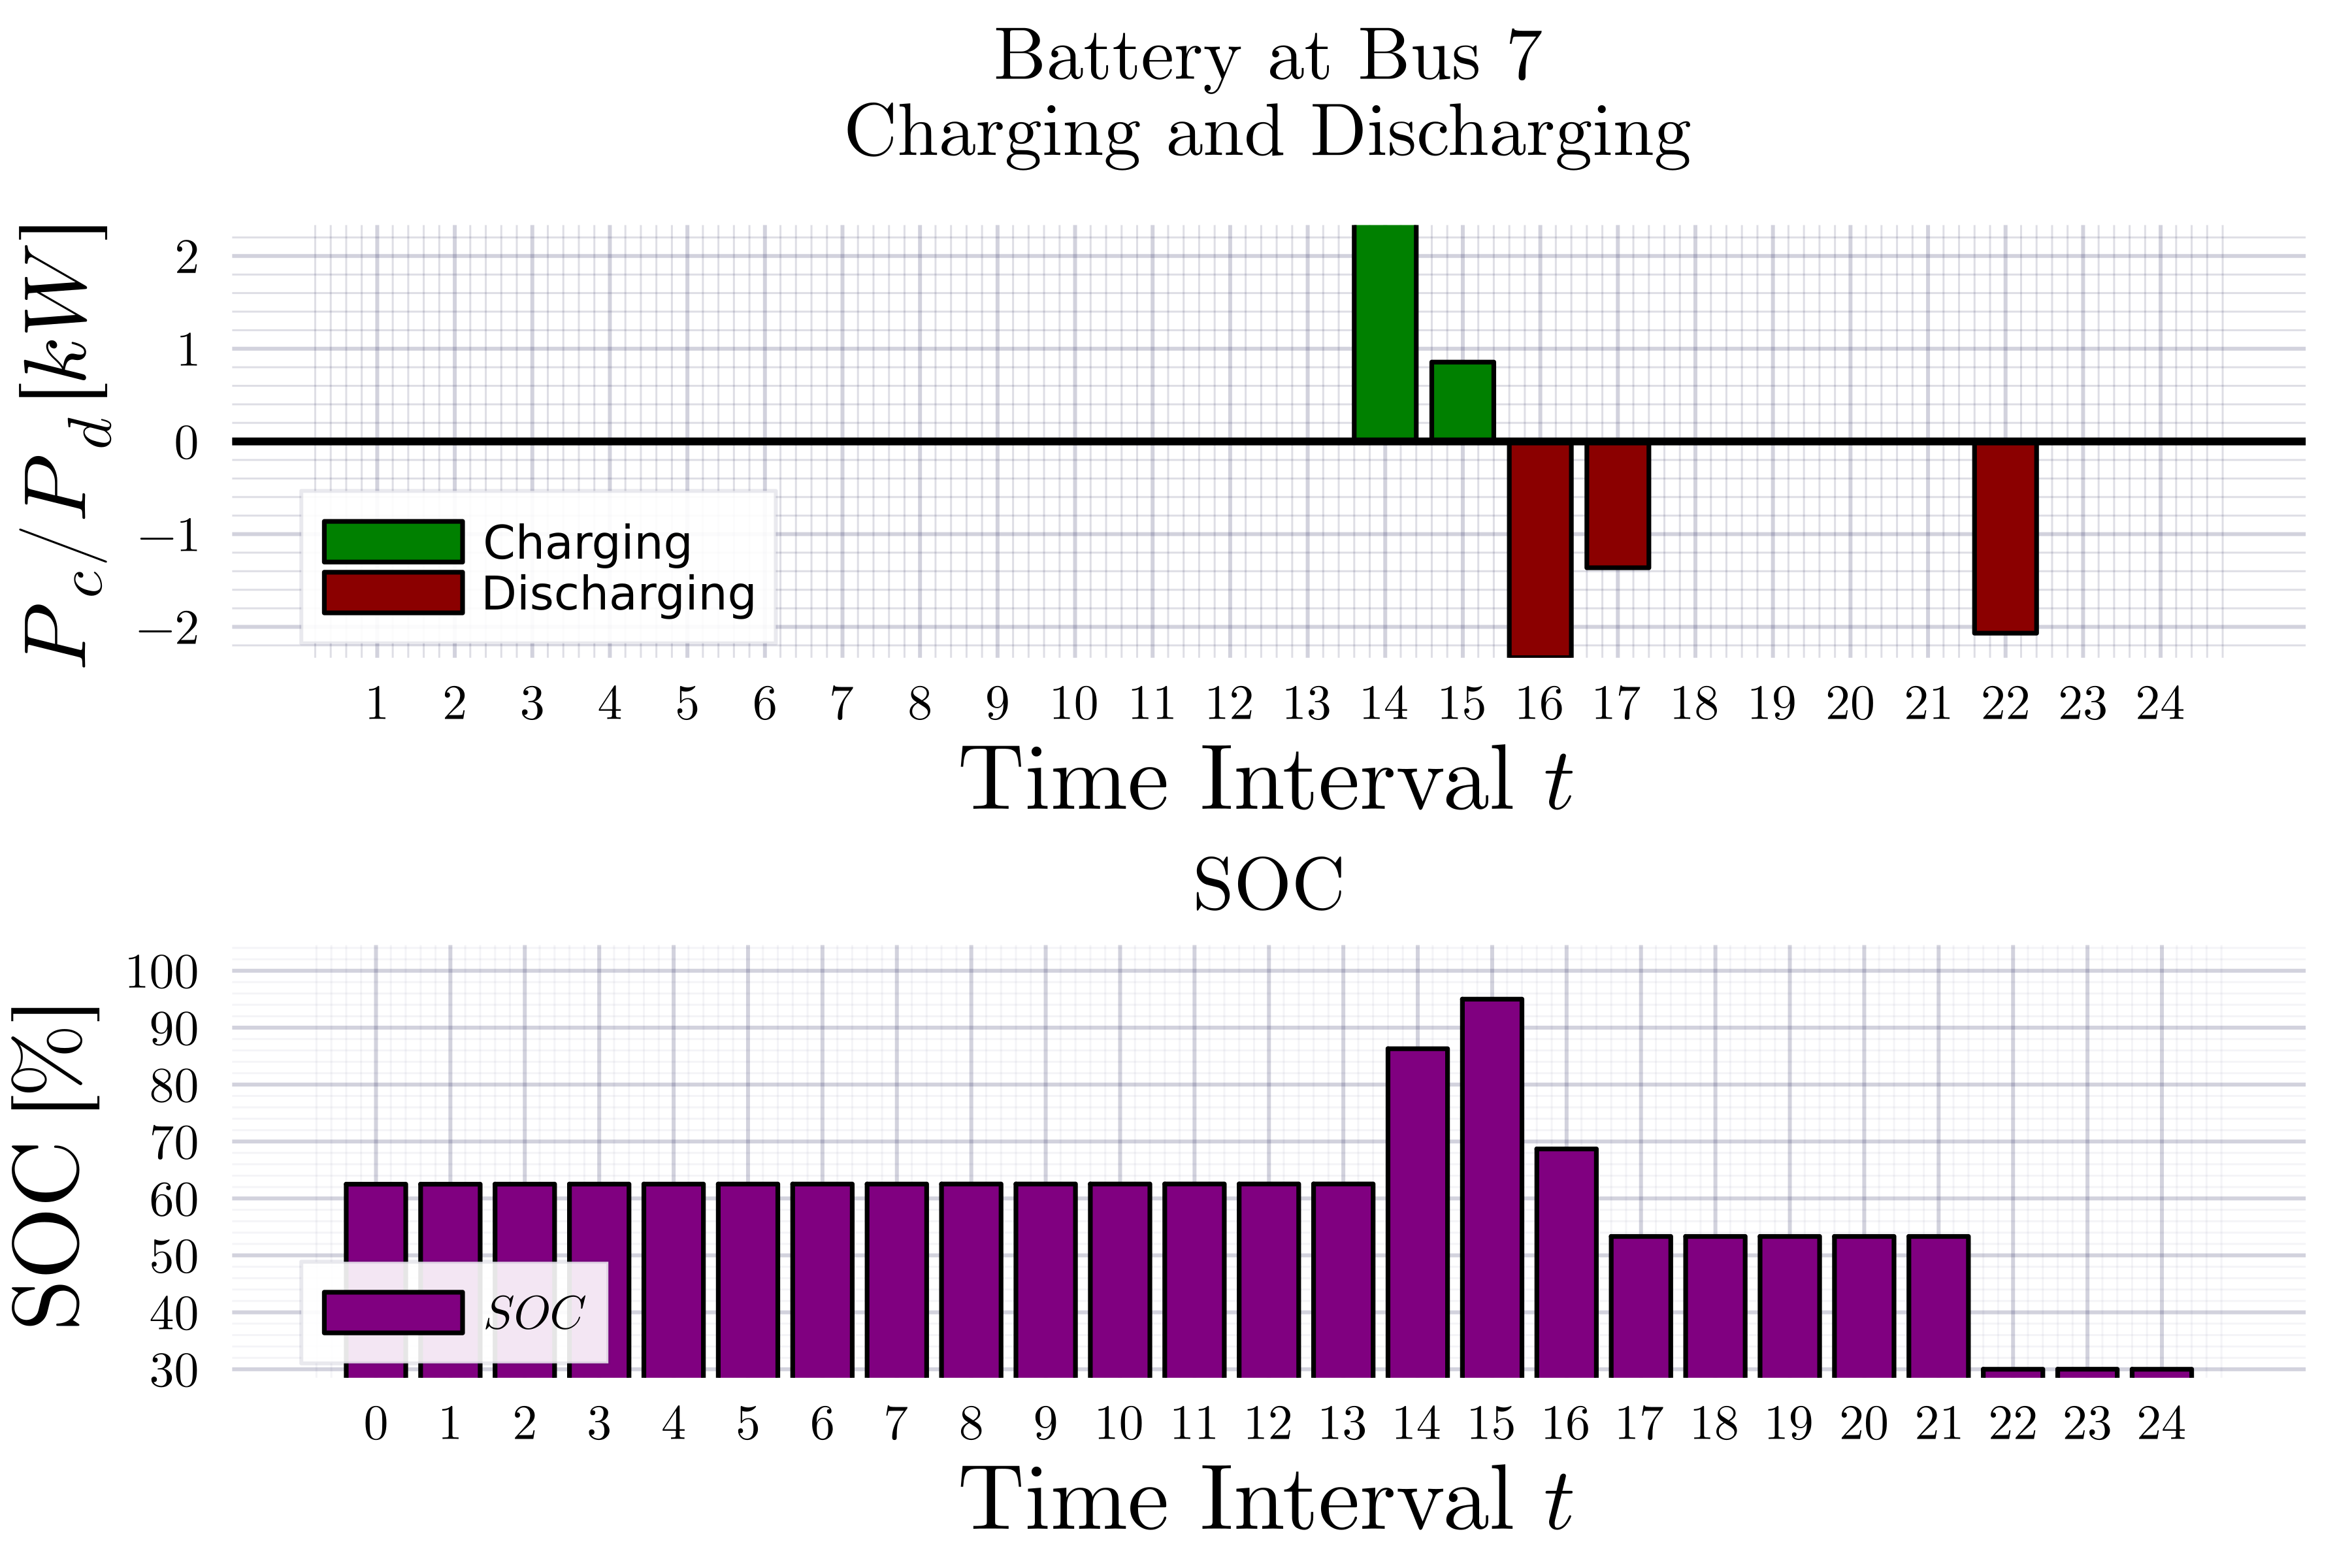 Battery at Bus 7
Charging and Discharging
P_c/P_d [kW]
2
1
0
−1
−2
Charging
Discharging
1 2 3 4 5 6 7 8 9 10 11 12 13 14 15 16 17 18 19 20 21 22 23 24
Time Interval t
SOC
SOC [%]
100
90
80
70
60
50
40
30
SOC
0 1 2 3 4 5 6 7 8 9 10 11 12 13 14 15 16 17 18 19 20 21 22 23 24
Time Interval t